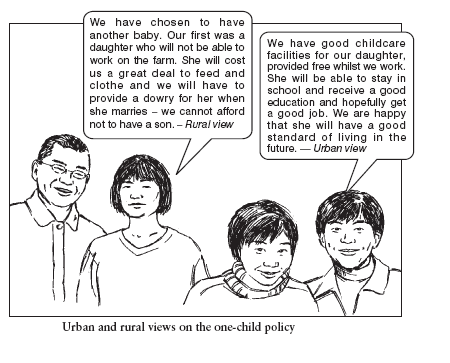 We have chosen to have
another baby. Our first was a
daughter who will not be able to
work on the farm. She will cost
us a great deal to feed and
clothe and we will have to
provide a dowry for her when
she marries – we cannot afford
not to have a son. – Rural view
We have good childcare
facilities for our daughter,
provided free whilst we work.
She will be able to stay in
school and receive a good
education and hopefully get
a good job. We are happy
that she will have a good
standard of living in the
future. — Urban view
Urban and rural views on the one-child policy